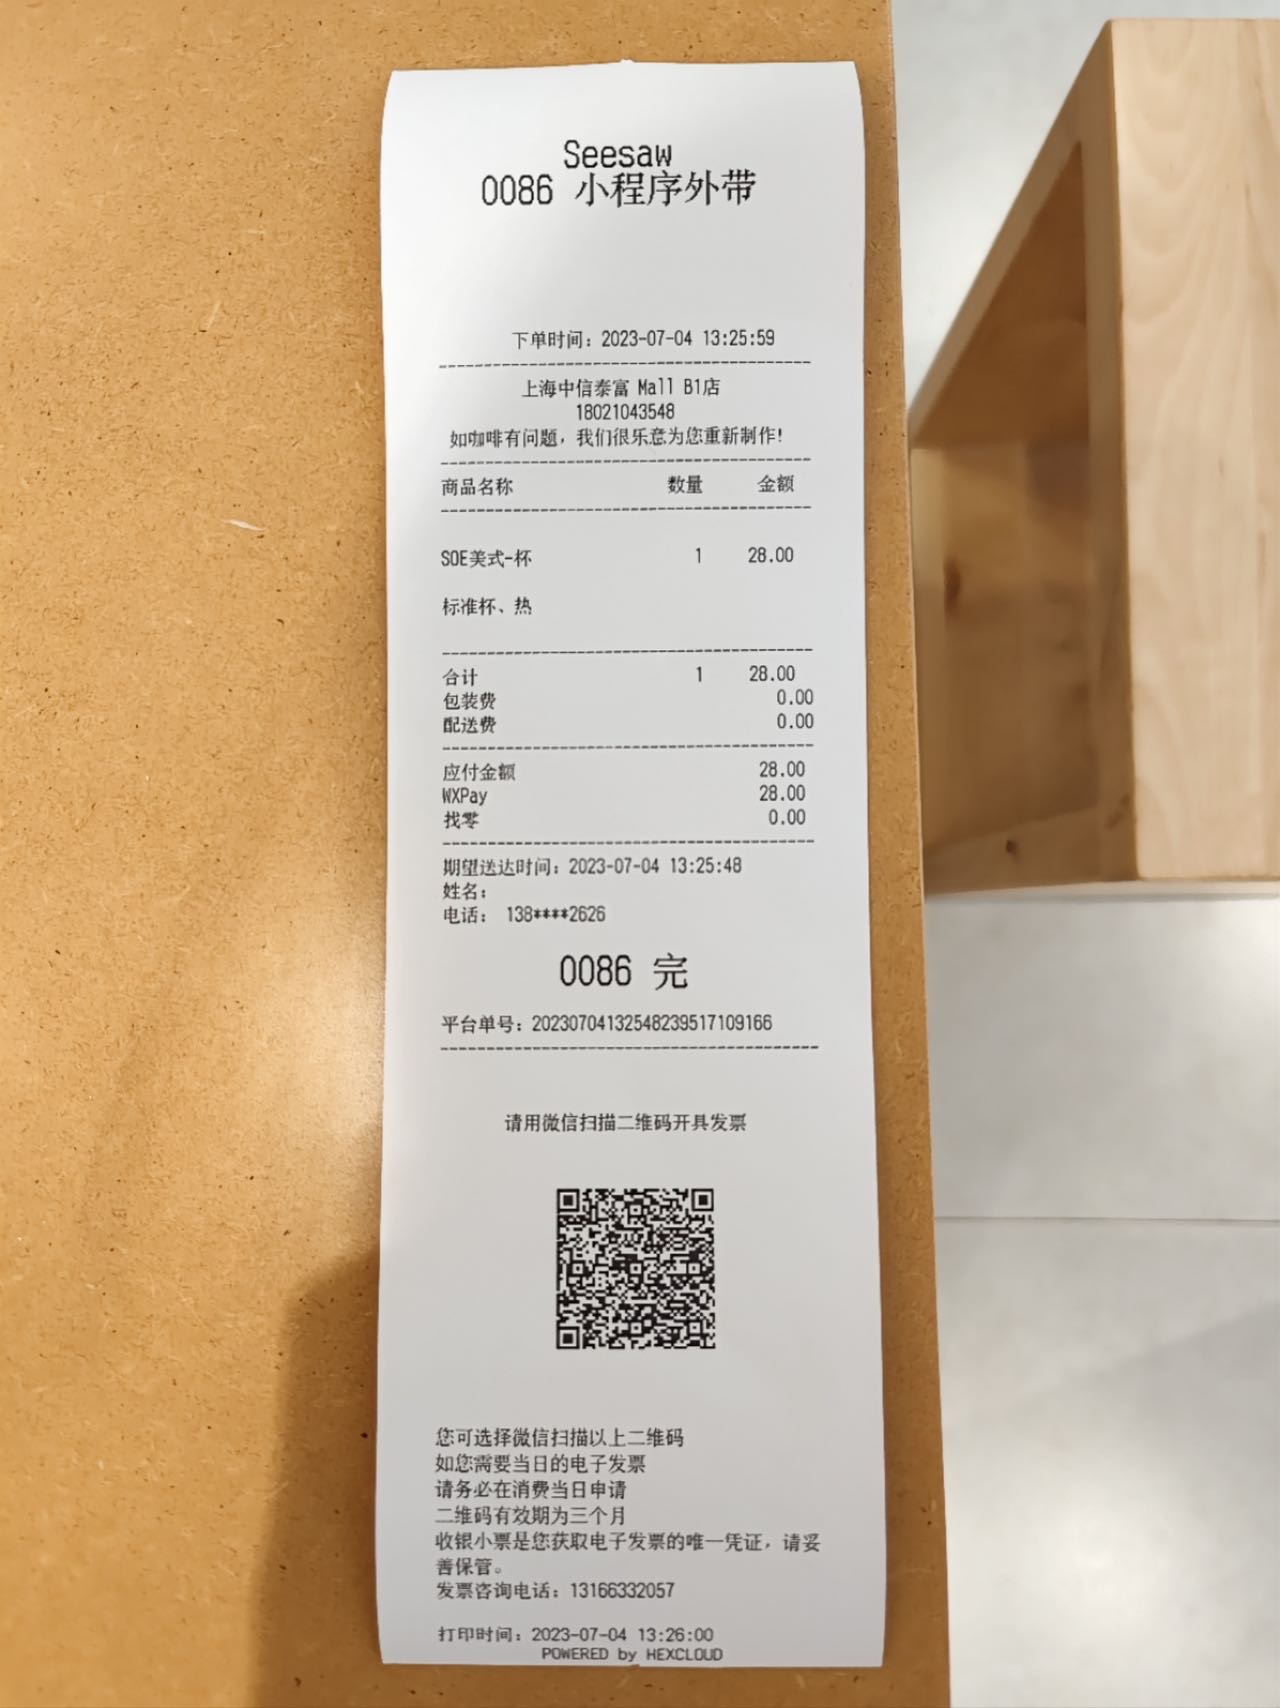 Seesaw
0086 小程序外带
下单时间：2023-07-04 13:25:59
上海中信泰富 Mall B1店
18021043548
如咖啡有问题，我们很乐意为您重新制作！
商品名称 数量 金额
SOE美式-杯 1 28.00
标准杯、热
合计 1 28.00
包装费 0.00
配送费 0.00
应付金额 28.00
WXPay 28.00
找零 0.00
期望送达时间：2023-07-04 13:25:48
姓名：
电话： 138****2626
0086 完
平台单号：20230704132548239517109166
请用微信扫描二维码开具发票
您可选择微信扫描以上二维码
如您需要当日的电子发票
请务必在消费当日申请
二维码有效期为三个月
收银小票是您获取电子发票的唯一凭证，请妥
善保管。
发票咨询电话：13166332057
打印时间：2023-07-04 13:26:00
POWERED by HEXCLOUD